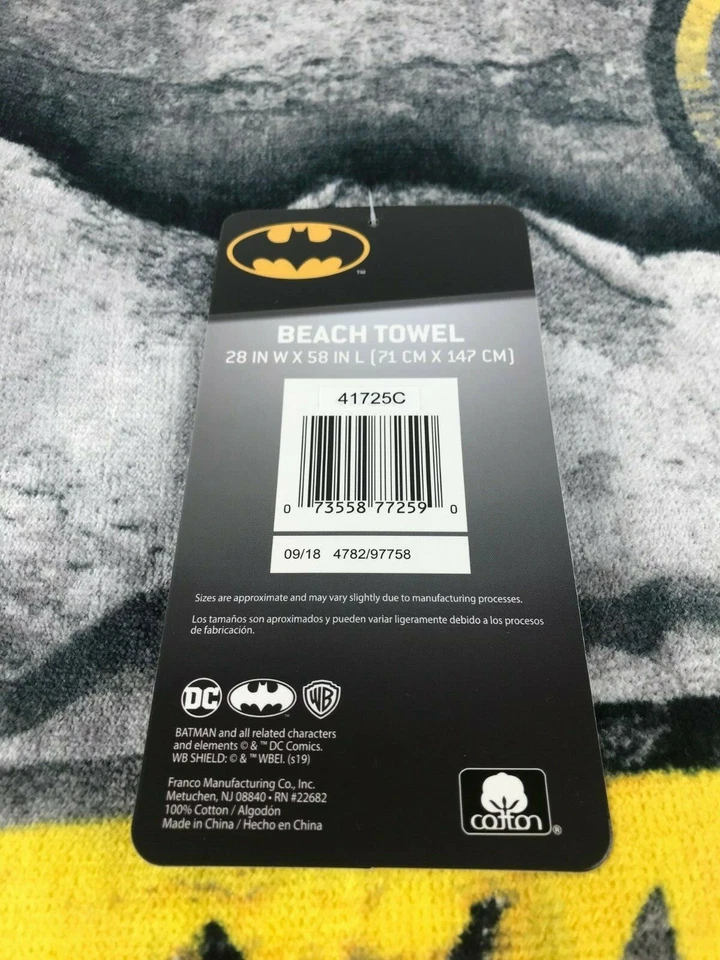 ™
BEACH TOWEL
28 IN W X 58 IN L (71 CM X 147 CM)
41725C
0 73558 77259 0
09/18 4782/97758
Sizes are approximate and may vary slightly due to manufacturing processes.
Los tamaños son aproximados y pueden variar ligeramente debido a los procesos
de fabricación.
DC ™ WB
BATMAN and all related characters
and elements © & ™ DC Comics.
WB SHIELD: © & ™ WBEI. (s19)
Franco Manufacturing Co., Inc.
Metuchen, NJ 08840 • RN #22682
100% Cotton / Algodón
Made in China / Hecho en China
cotton ®